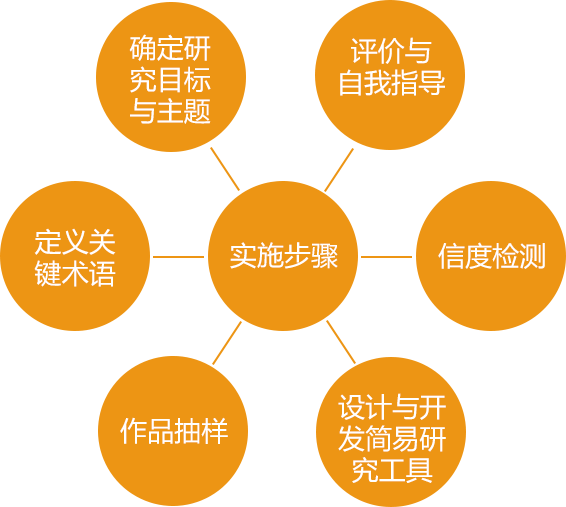 确定研
究目标
与主题
评价与
自我指导
定义关
键术语
实施步骤
信度检测
作品抽样
设计与开
发简易研
究工具